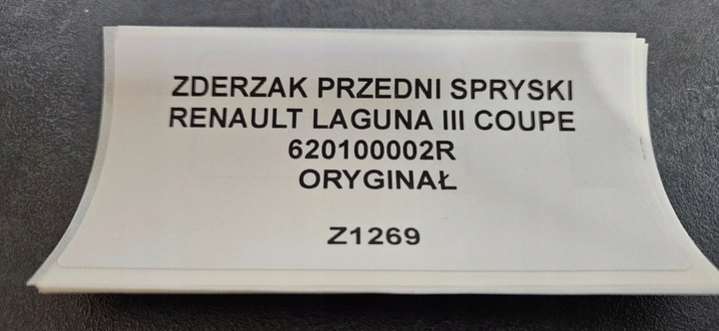 ZDERZAK PRZEDNI SPRYSKI
RENAULT LAGUNA III COUPE
620100002R
ORYGINAŁ
Z1269